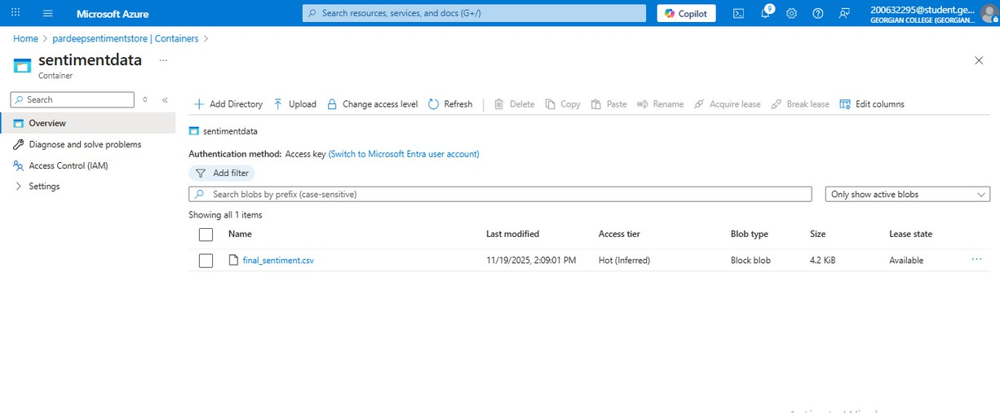 Microsoft Azure
Search resources, services, and docs (G+/)
Copilot
9
200632295@student.ge...
GEORGIAN COLLEGE (GEORGIAN...
Home > pardeepsentimentstore | Containers >
sentimentdata ...
Container
Search
Overview
Diagnose and solve problems
Access Control (IAM)
Settings
Add Directory Upload Change access level Refresh Delete Copy Paste Rename Acquire lease Break lease Edit columns
sentimentdata
Authentication method: Access key (Switch to Microsoft Entra user account)
Add filter
Search blobs by prefix (case-sensitive) Only show active blobs
Showing all 1 items
Name Last modified Access tier Blob type Size Lease state
final_sentiment.csv 11/19/2025, 2:09:01 PM Hot (Inferred) Block blob 4.2 KiB Available ...